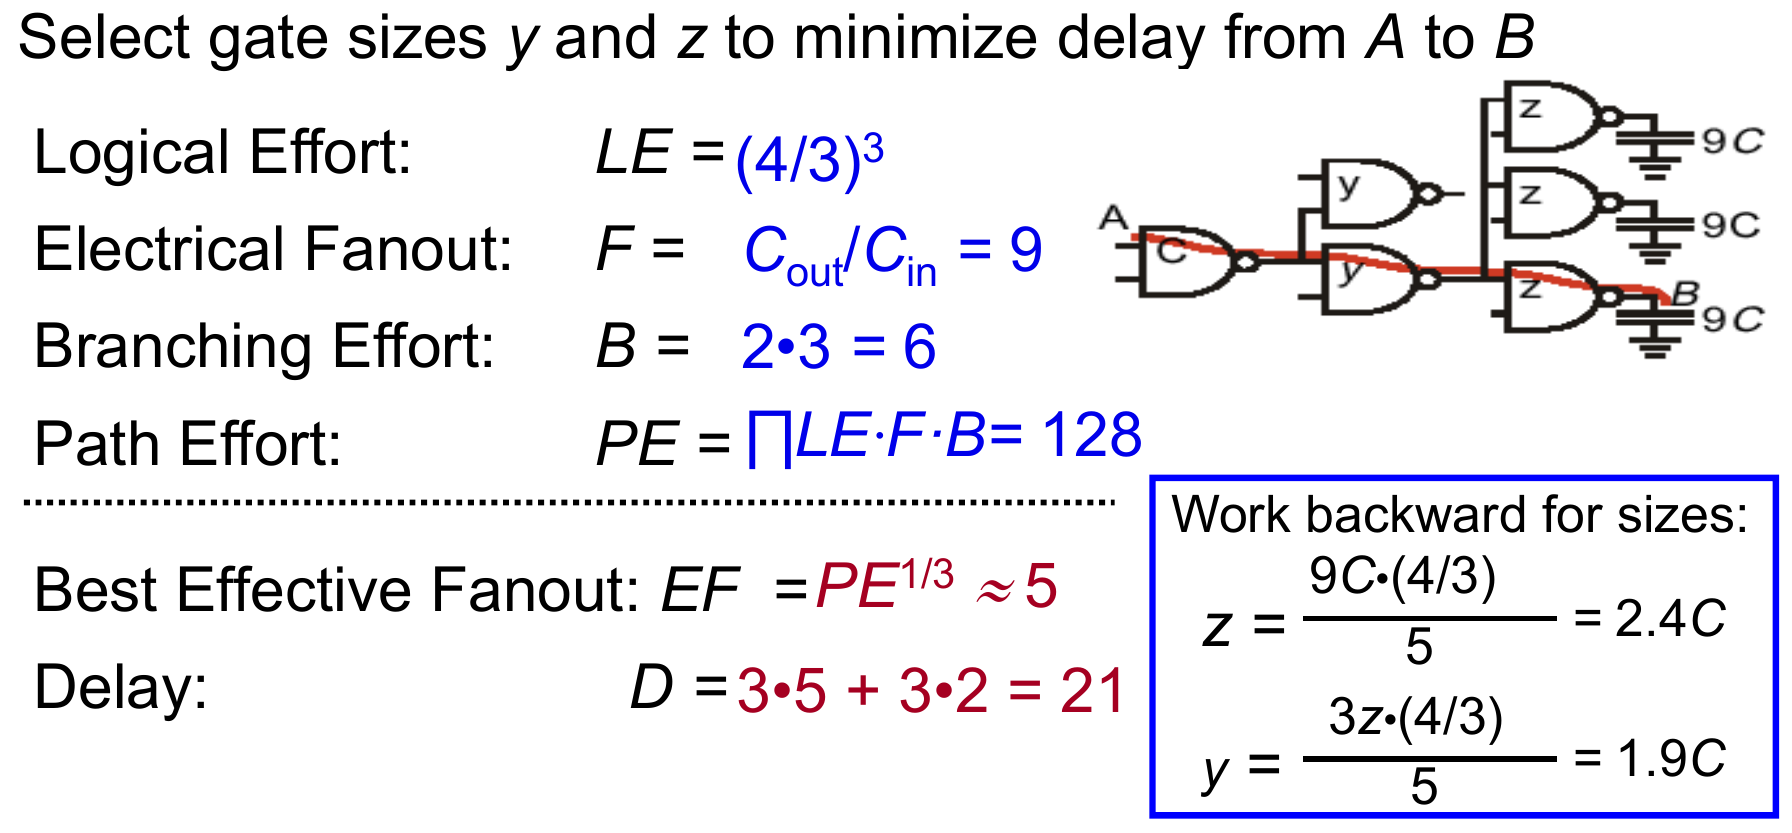 Select gate sizes y and z to minimize delay from A to B
Logical Effort: LE = (4/3)³
Electrical Fanout: F = Cout/Cin = 9
Branching Effort: B = 2•3 = 6
Path Effort: PE = ∏LE·F·B= 128
Best Effective Fanout: EF = PE^1/3 ≈ 5
Delay: D = 3•5 + 3•2 = 21
A
C
y
y
z
z
z
9C
9C
B
9C
Work backward for sizes:
z = 9C•(4/3) / 5 = 2.4C
y = 3z•(4/3) / 5 = 1.9C